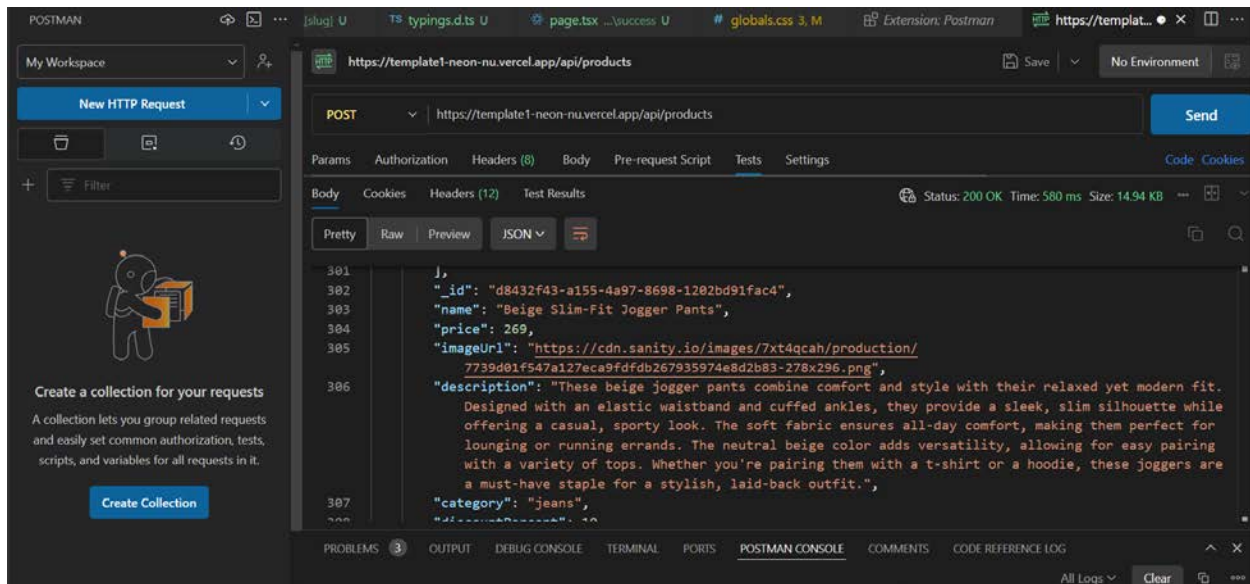 POSTMAN
[slug] U
TS typings.d.ts U
page.tsx ...\success U
# globals.css 3, M
Extension: Postman
HTTP https://templat...
My Workspace
New HTTP Request
Filter
Create a collection for your requests
A collection lets you group related requests
and easily set common authorization, tests,
scripts, and variables for all requests in it.
Create Collection
HTTP https://template1-neon-nu.vercel.app/api/products
Save
No Environment
POST
https://template1-neon-nu.vercel.app/api/products
Send
Params Authorization Headers (8) Body Pre-request Script Tests Settings
Code Cookies
Body Cookies Headers (12) Test Results
Status: 200 OK Time: 580 ms Size: 14.94 KB
Pretty Raw Preview JSON
301 ],
302 "_id": "d8432f43-a155-4a97-8698-1202bd91fac4",
303 "name": "Beige Slim-Fit Jogger Pants",
304 "price": 269,
305 "imageUrl": "https://cdn.sanity.io/images/7xt4qcah/production/
7739d01f547a127eca9fdfdb267935974e8d2b83-278x296.png",
306 "description": "These beige jogger pants combine comfort and style with their relaxed yet modern fit.
Designed with an elastic waistband and cuffed ankles, they provide a sleek, slim silhouette while
offering a casual, sporty look. The soft fabric ensures all-day comfort, making them perfect for
lounging or running errands. The neutral beige color adds versatility, allowing for easy pairing
with a variety of tops. Whether you're pairing them with a t-shirt or a hoodie, these joggers are
a must-have staple for a stylish, laid-back outfit.",
307 "category": "jeans",
308 "discountPercent": 10
PROBLEMS 3 OUTPUT DEBUG CONSOLE TERMINAL PORTS POSTMAN CONSOLE COMMENTS CODE REFERENCE LOG
All Logs
Clear